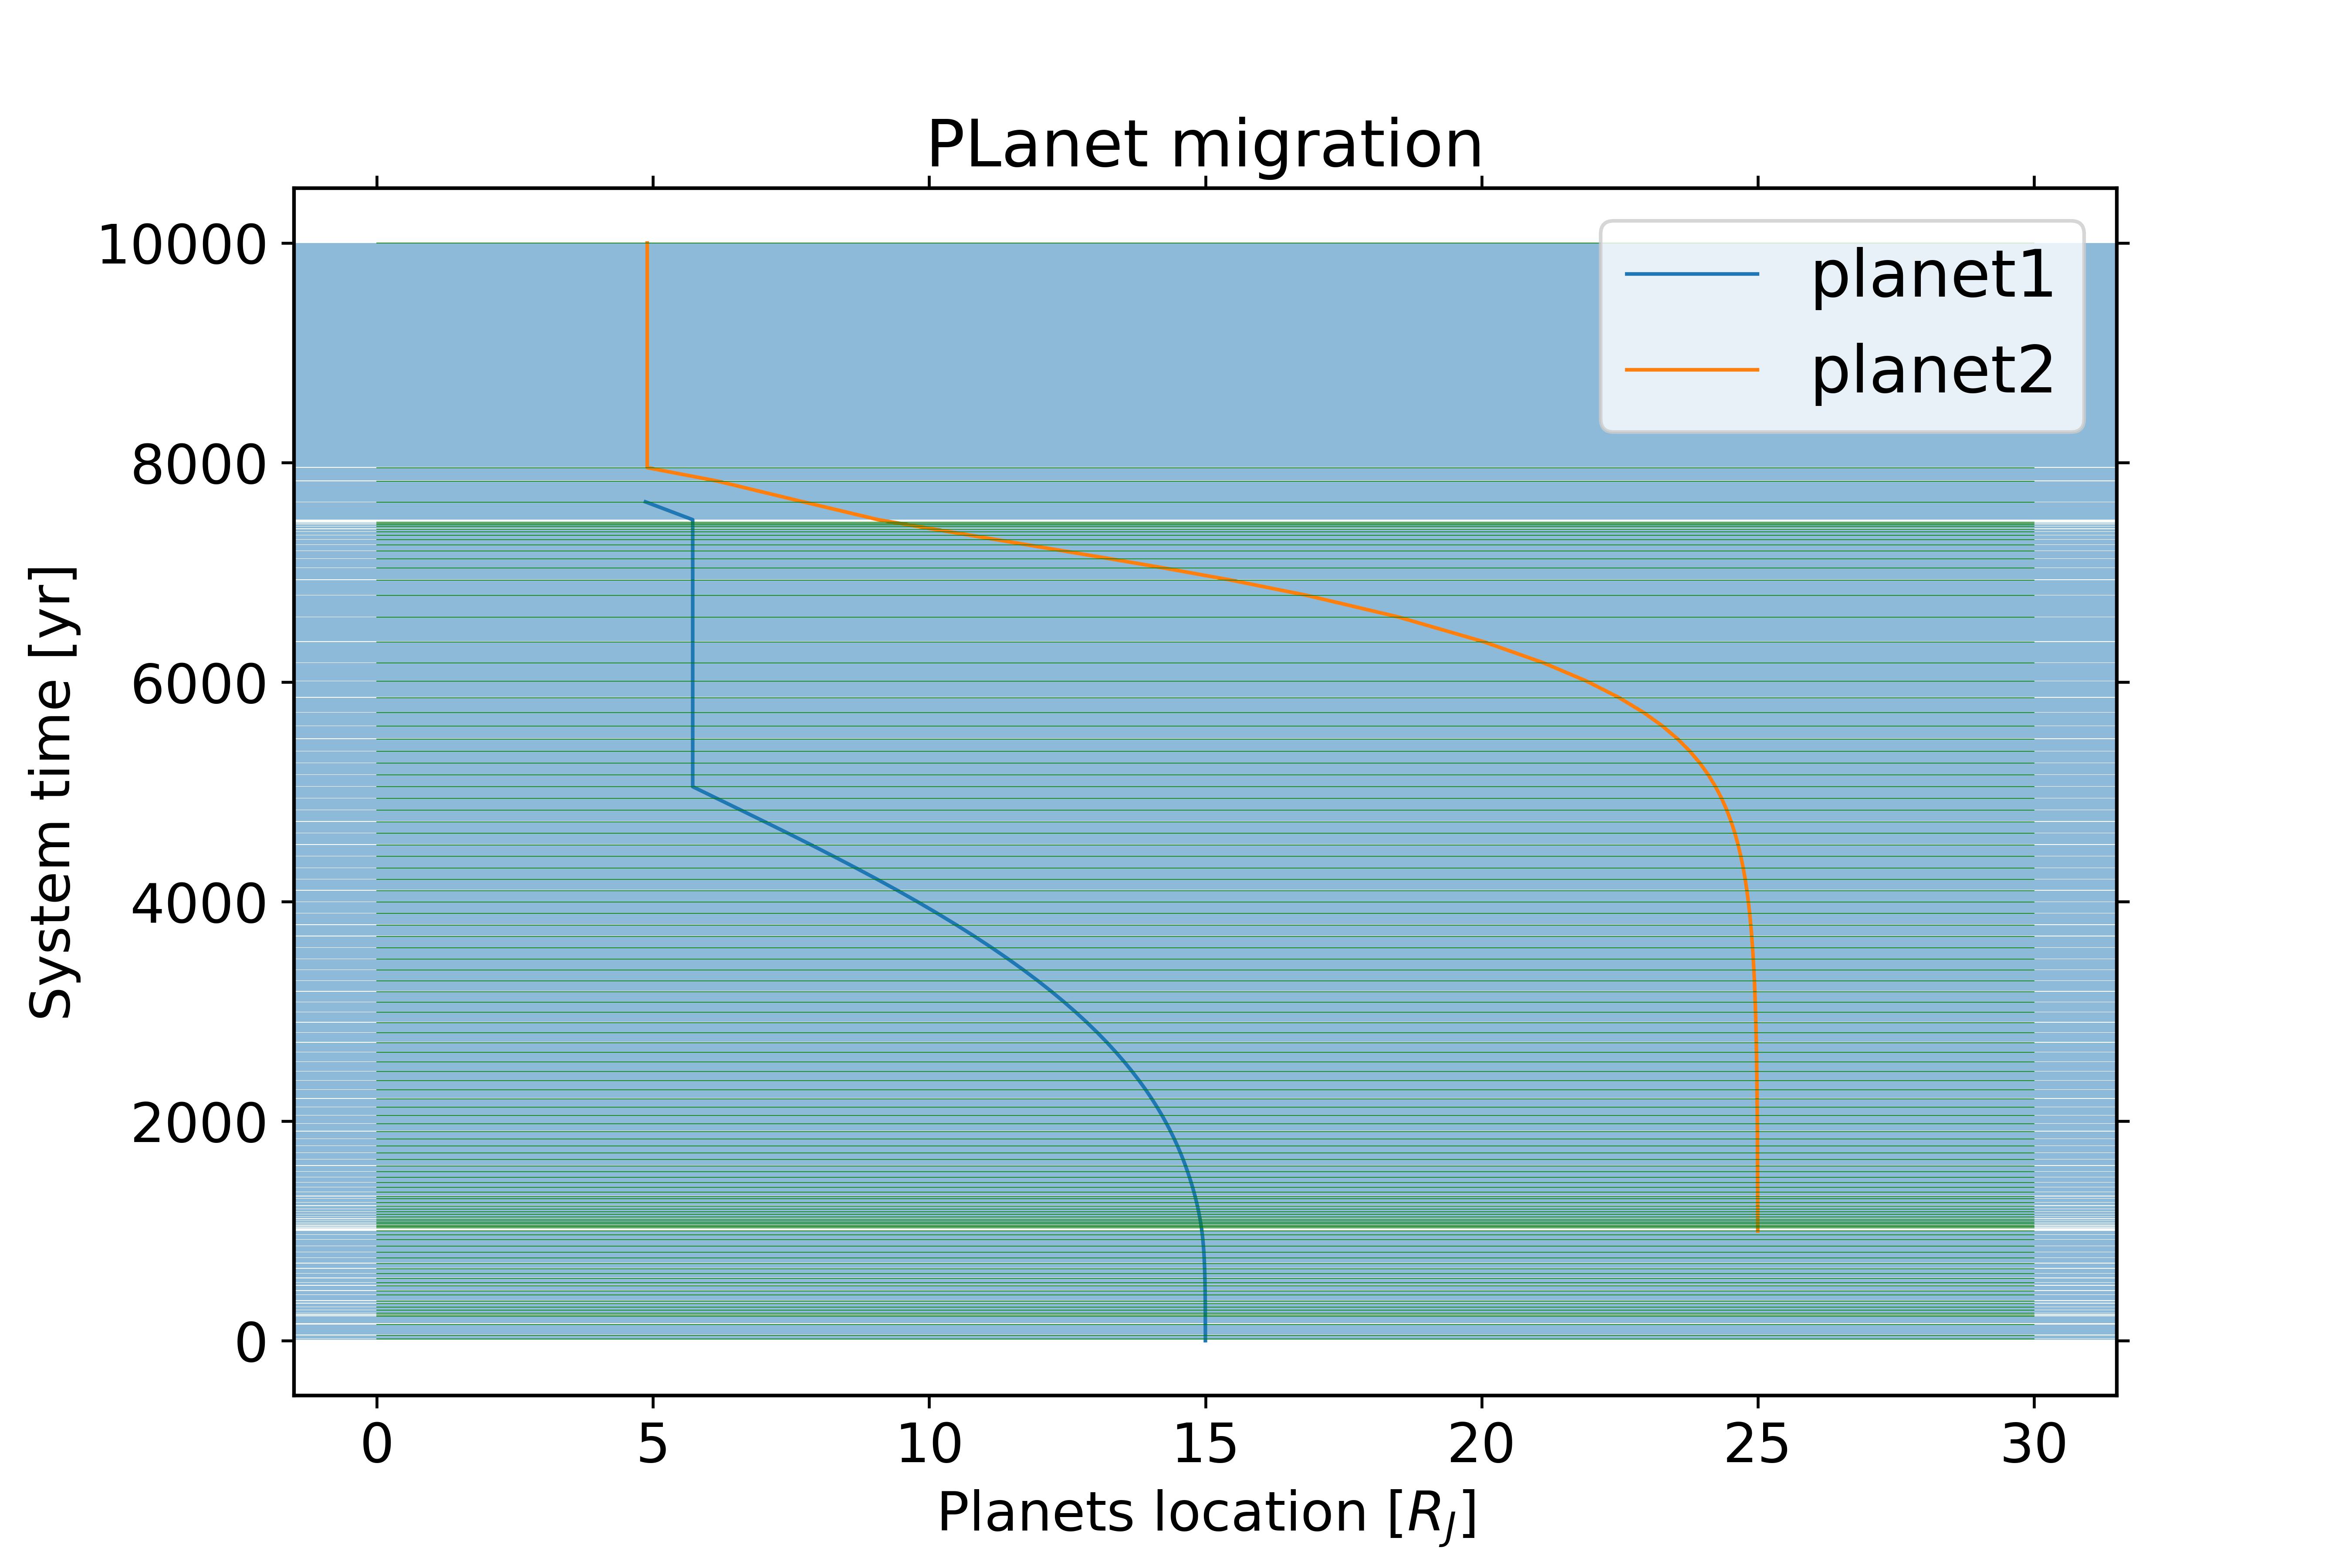 PLanet migration
planet1
planet2
System time [yr]
10000
8000
6000
4000
2000
0
0 5 10 15 20 25 30
Planets location [R_J]